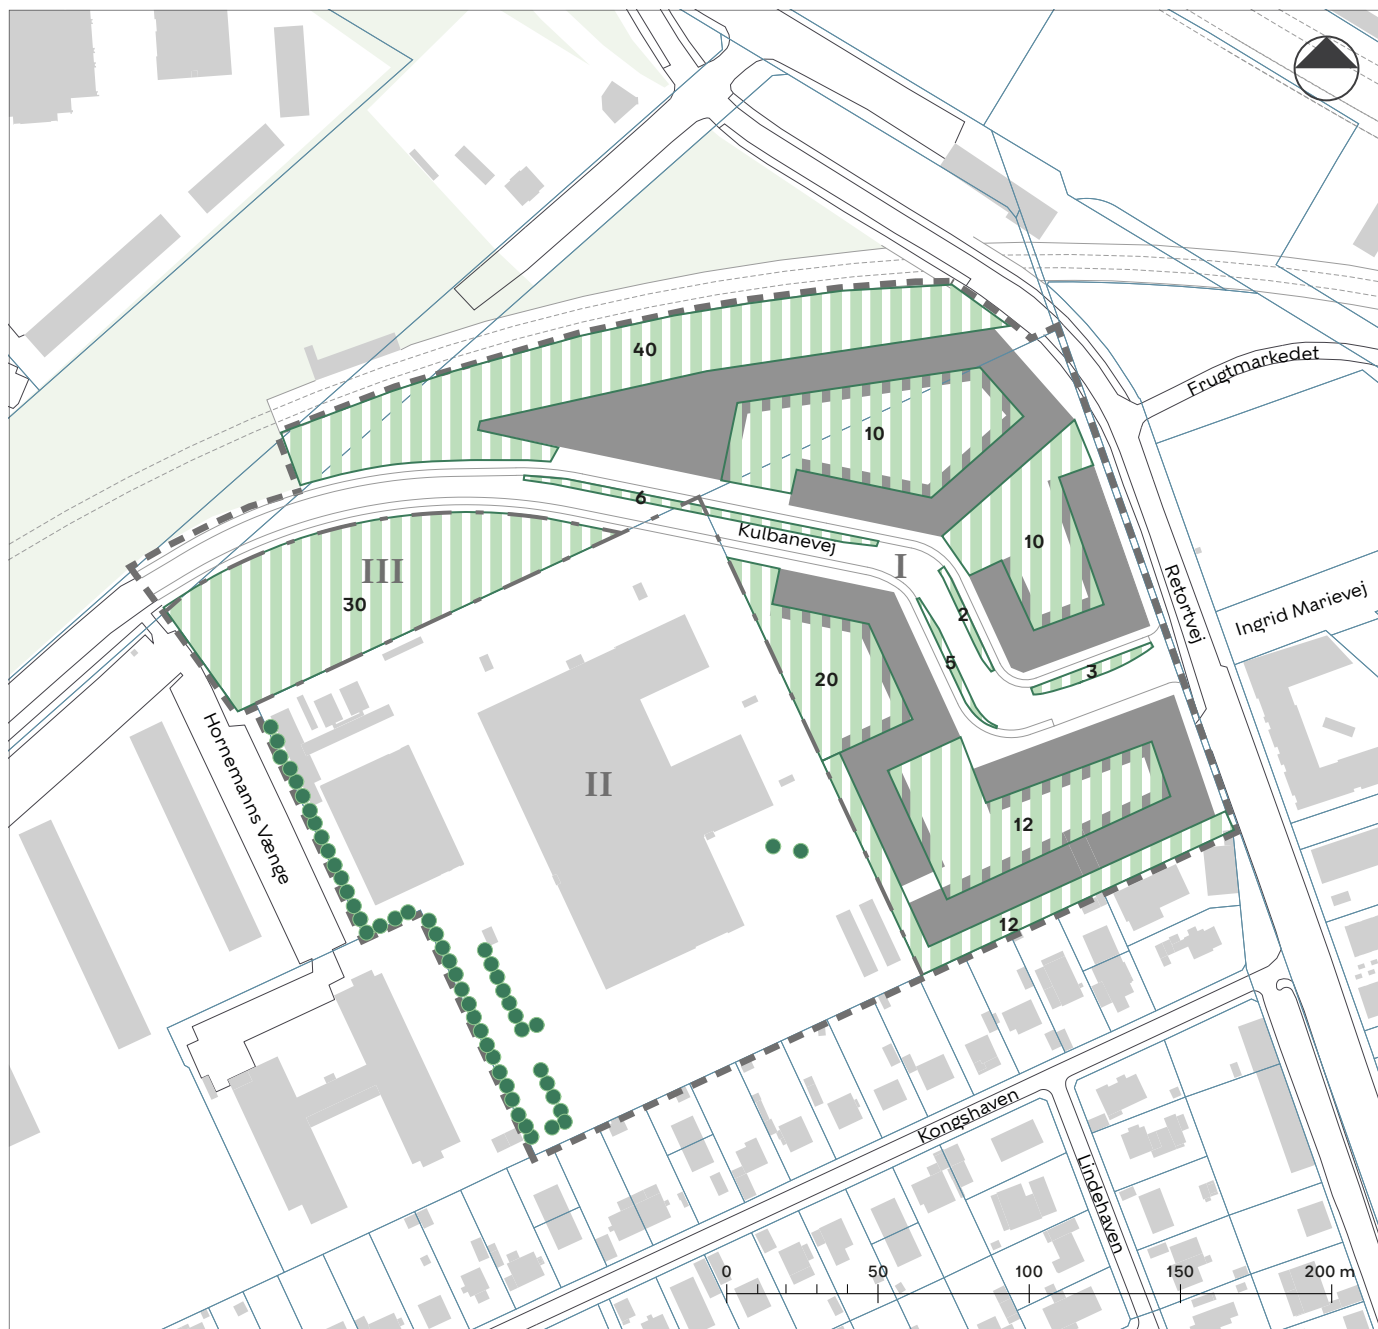 40
Frugtmarkedet
10
6
Kulbanevej
10
I
III
30
2
Retortvej
Ingrid Marievej
5
3
20
Hornemanns Vænge
II
12
12
Kongshaven
Lindehaven
0 50 100 150 200 m